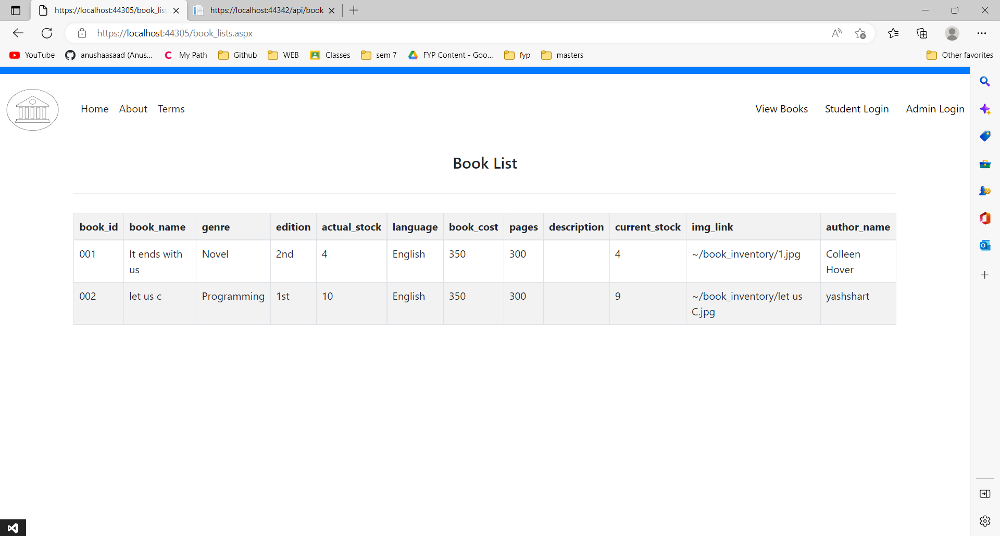 https://localhost:44305/book_list
https://localhost:44342/api/book
https://localhost:44305/book_lists.aspx
YouTube anushaasaad (Anus... My Path Github WEB Classes sem 7 FYP Content - Goo... fyp masters Other favorites
Home About Terms View Books Student Login Admin Login
Book List
book_id book_name genre edition actual_stock language book_cost pages description current_stock img_link author_name
001 It ends with Novel 2nd 4 English 350 300 4 ~/book_inventory/1.jpg Colleen
us Hover
002 let us c Programming 1st 10 English 350 300 9 ~/book_inventory/let us yashshart
C.jpg